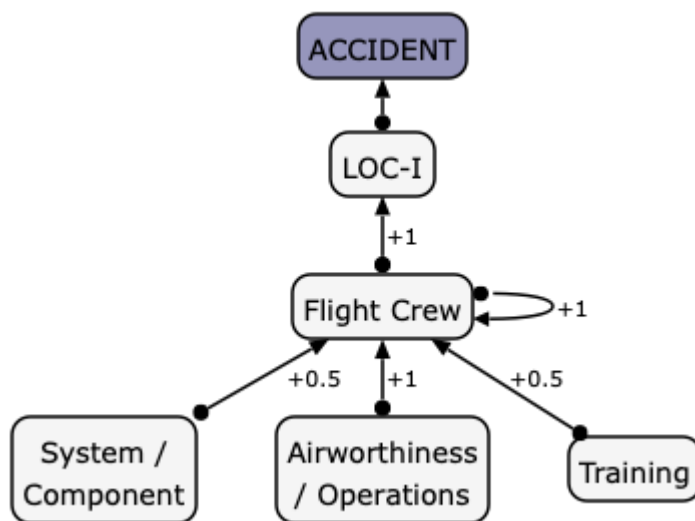 ACCIDENT
LOC-I
+1
Flight Crew
+1
+0.5
+1
+0.5
System /
Component
Airworthiness
/ Operations
Training